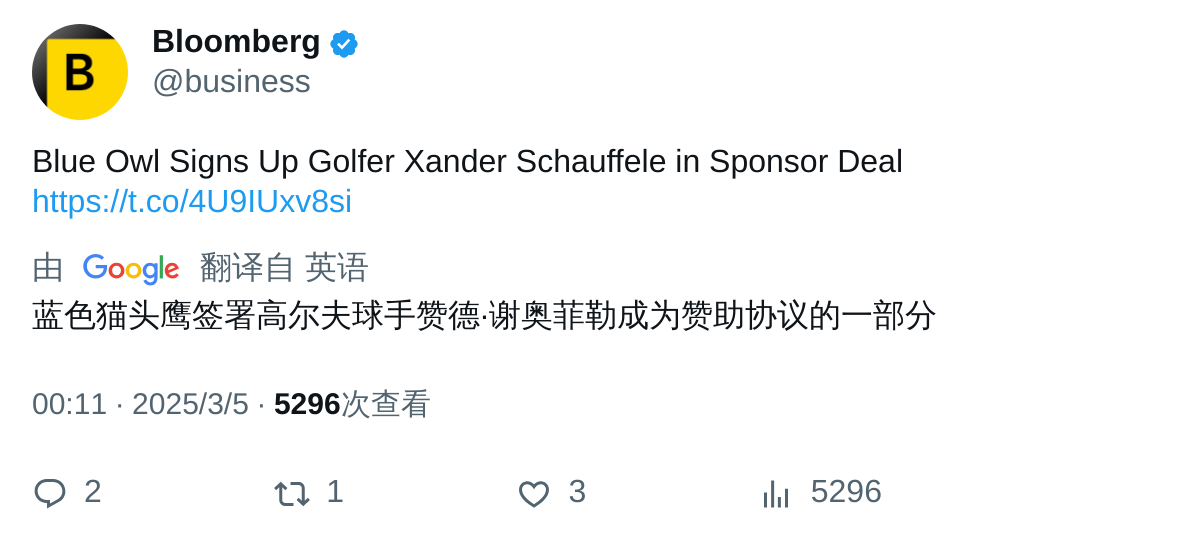 B
Bloomberg
@business
Blue Owl Signs Up Golfer Xander Schauffele in Sponsor Deal
https://t.co/4U9IUxv8si
由 Google 翻译自 英语
蓝色猫头鹰签署高尔夫球手赞德·谢奥菲勒成为赞助协议的一部分
00:11 · 2025/3/5 · 5296次查看
2 1 3 5296